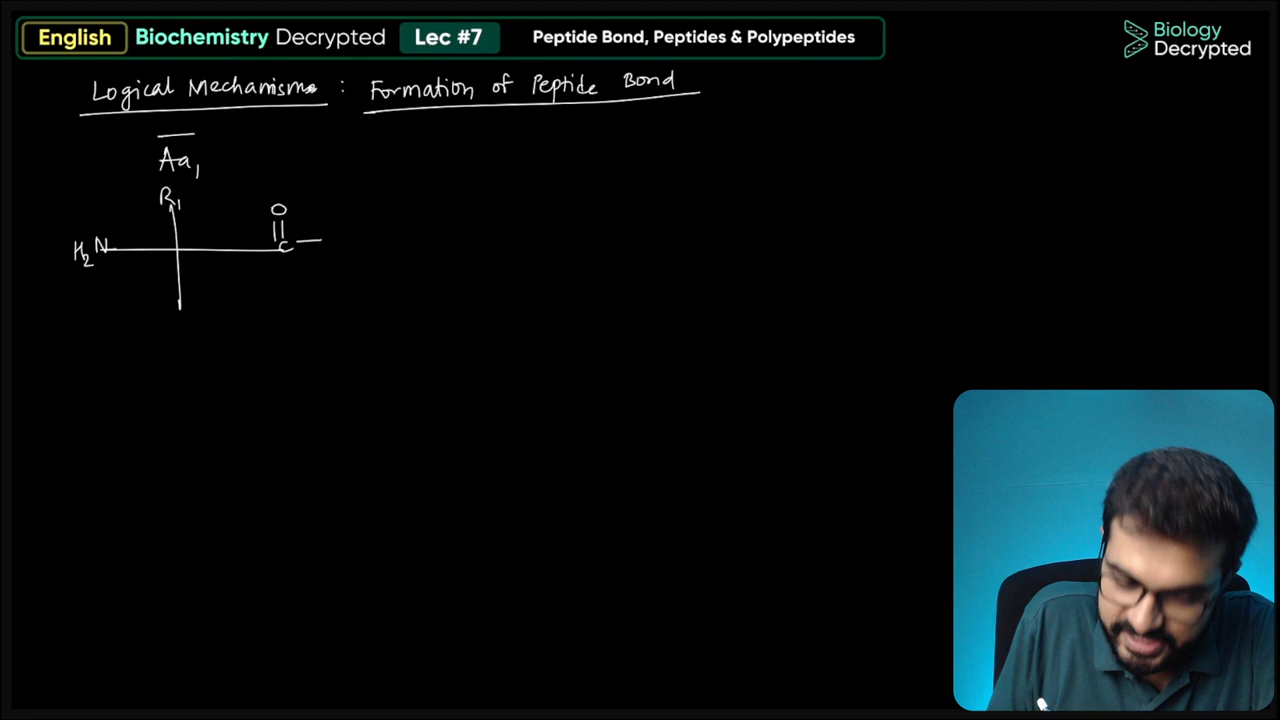 English Biochemistry Decrypted Lec #7 Peptide Bond, Peptides & Polypeptides
Biology
Decrypted
Logical Mechanism : Formation of Peptide Bond
Aa1
R1
O
H2N C